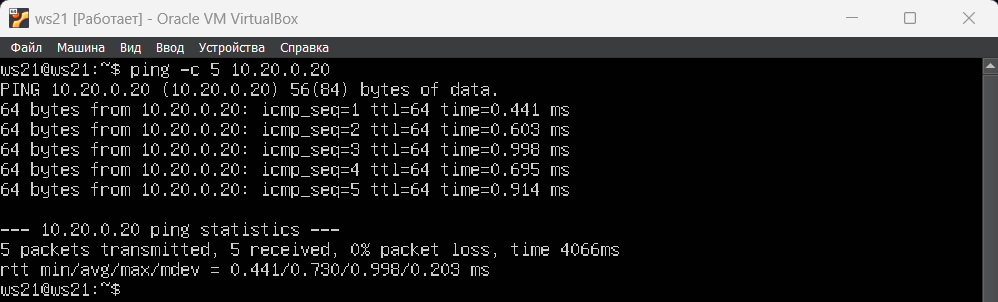 ws21 [Работает] - Oracle VM VirtualBox
Файл Машина Вид Ввод Устройства Справка
ws21@ws21:~$ ping -c 5 10.20.0.20
PING 10.20.0.20 (10.20.0.20) 56(84) bytes of data.
64 bytes from 10.20.0.20: icmp_seq=1 ttl=64 time=0.441 ms
64 bytes from 10.20.0.20: icmp_seq=2 ttl=64 time=0.603 ms
64 bytes from 10.20.0.20: icmp_seq=3 ttl=64 time=0.998 ms
64 bytes from 10.20.0.20: icmp_seq=4 ttl=64 time=0.695 ms
64 bytes from 10.20.0.20: icmp_seq=5 ttl=64 time=0.914 ms
--- 10.20.0.20 ping statistics ---
5 packets transmitted, 5 received, 0% packet loss, time 4066ms
rtt min/avg/max/mdev = 0.441/0.730/0.998/0.203 ms
ws21@ws21:~$